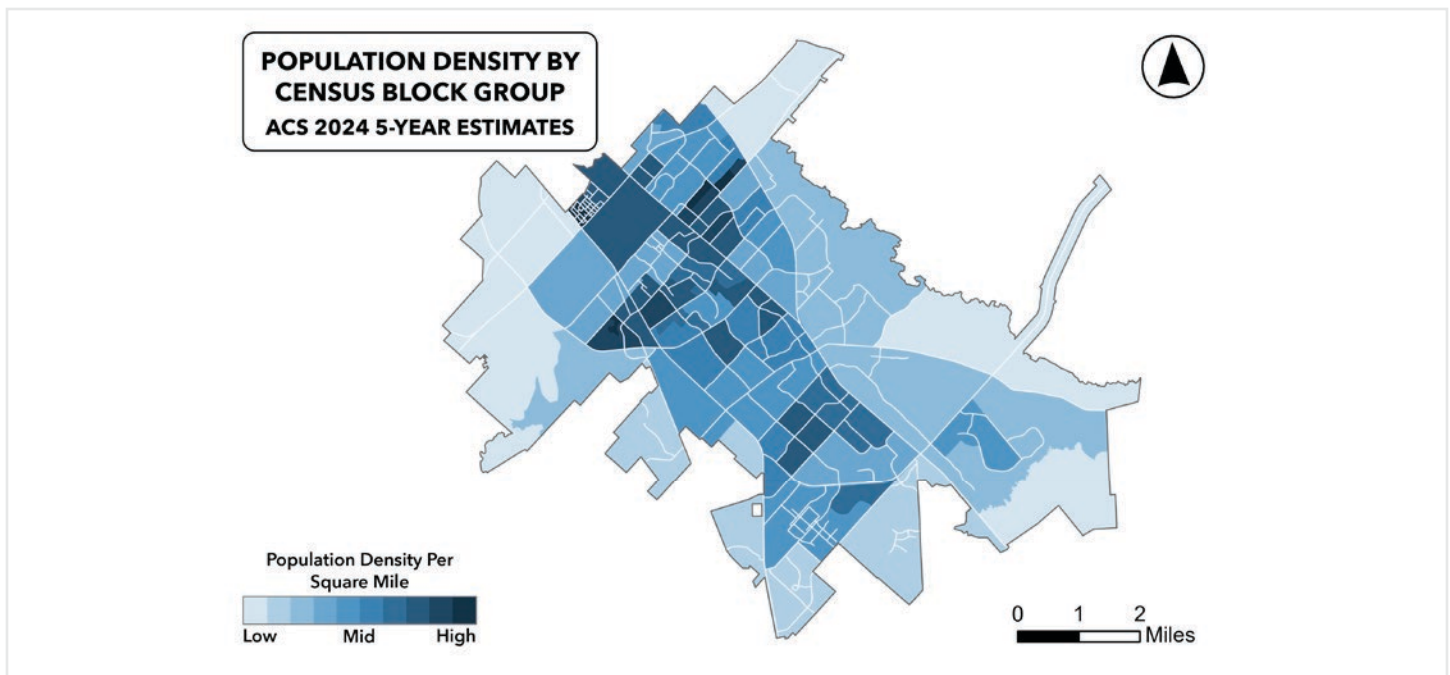 POPULATION DENSITY BY
CENSUS BLOCK GROUP
ACS 2024 5-YEAR ESTIMATES
Population Density Per
Square Mile
Low Mid High
0 1 2
Miles